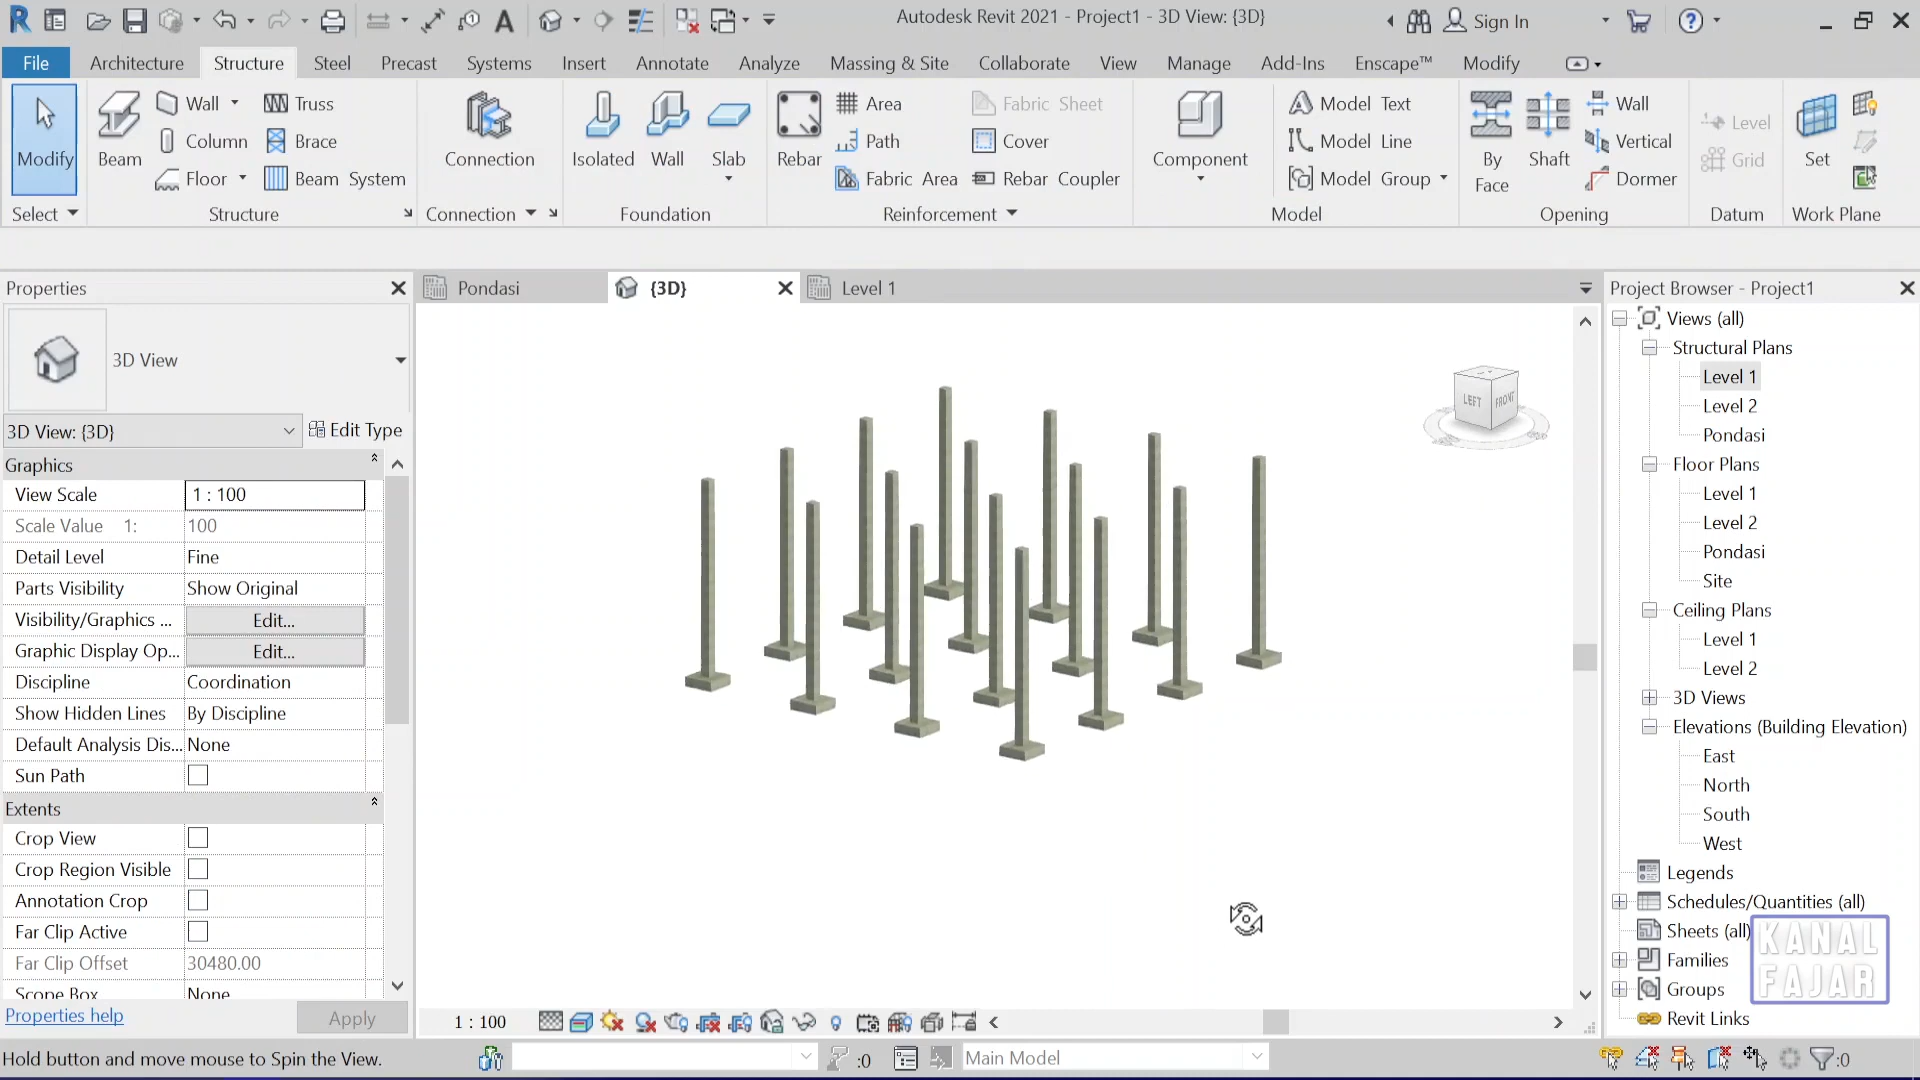 Autodesk Revit 2021 - Project1 - 3D View: {3D}
Sign In
File Architecture Structure Steel Precast Systems Insert Annotate Analyze Massing & Site Collaborate View Manage Add-Ins Enscape™ Modify
Modify
Beam
Wall
Column
Floor
Truss
Brace
Beam System
Connection
Isolated
Wall
Slab
Rebar
Area
Path
Fabric Area
Fabric Sheet
Cover
Rebar Coupler
Component
Model Text
Model Line
Model Group
By
Face
Shaft
Wall
Vertical
Dormer
Level
Grid
Set
Select Structure Connection Foundation Reinforcement Model Opening Datum Work Plane
Properties
3D View
3D View: {3D}
Edit Type
Graphics
View Scale 1 : 100
Scale Value 1: 100
Detail Level Fine
Parts Visibility Show Original
Visibility/Graphics ... Edit...
Graphic Display Op... Edit...
Discipline Coordination
Show Hidden Lines By Discipline
Default Analysis Dis... None
Sun Path
Extents
Crop View
Crop Region Visible
Annotation Crop
Far Clip Active
Far Clip Offset 30480.00
Scope Box None
Properties help
Apply
Pondasi
{3D}
Level 1
LEFT
FRONT
1 : 100
Project Browser - Project1
Views (all)
Structural Plans
Level 1
Level 2
Pondasi
Floor Plans
Level 1
Level 2
Pondasi
Site
Ceiling Plans
Level 1
Level 2
3D Views
Elevations (Building Elevation)
East
North
South
West
Legends
Schedules/Quantities (all)
Sheets (all)
Families
Groups
Revit Links
KANAL
FAJAR
Hold button and move mouse to Spin the View.
:0
Main Model
:0